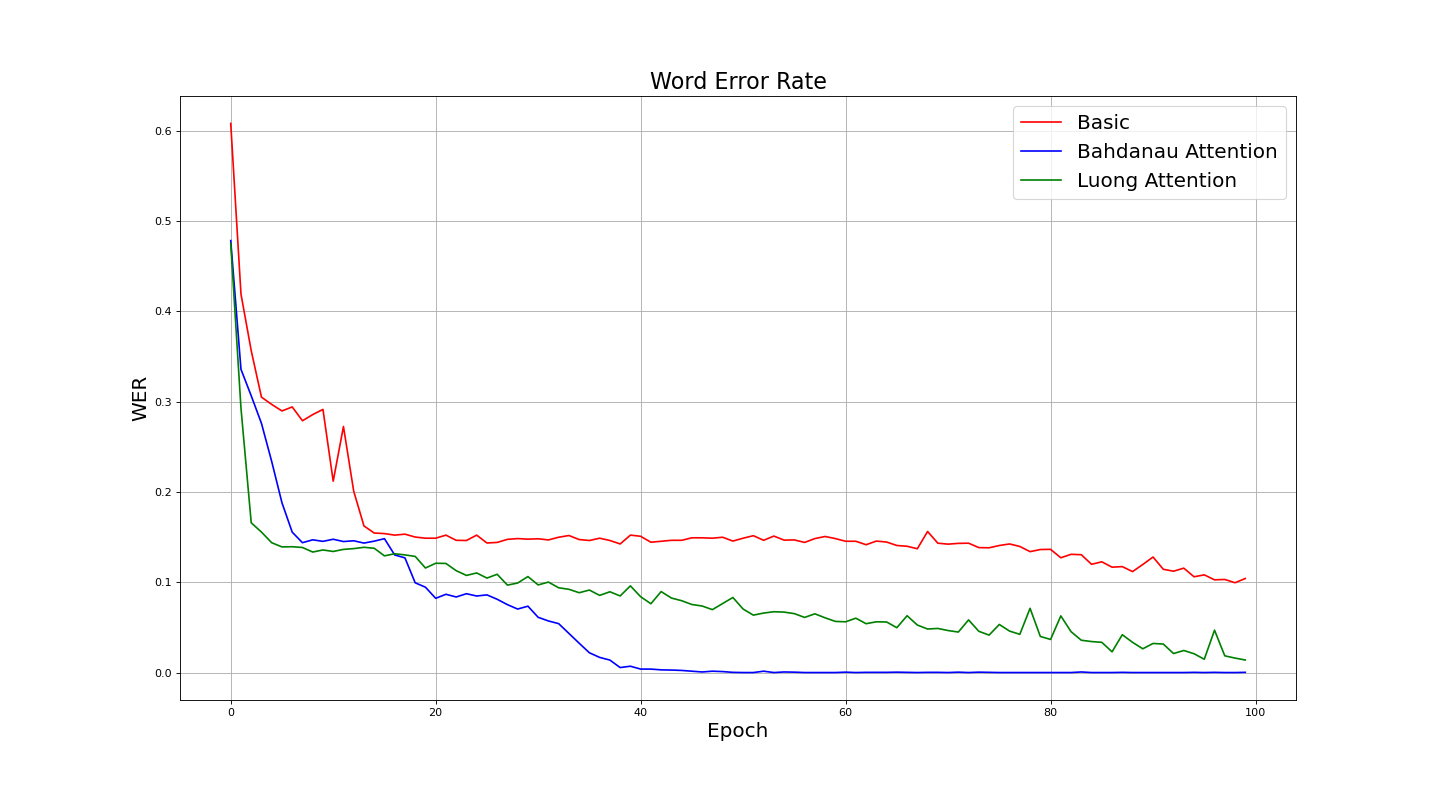 Word Error Rate
Basic
Bahdanau Attention
Luong Attention
0.6
0.5
0.4
0.3
0.2
0.1
0.0
WER
0 20 40 60 80 100
Epoch